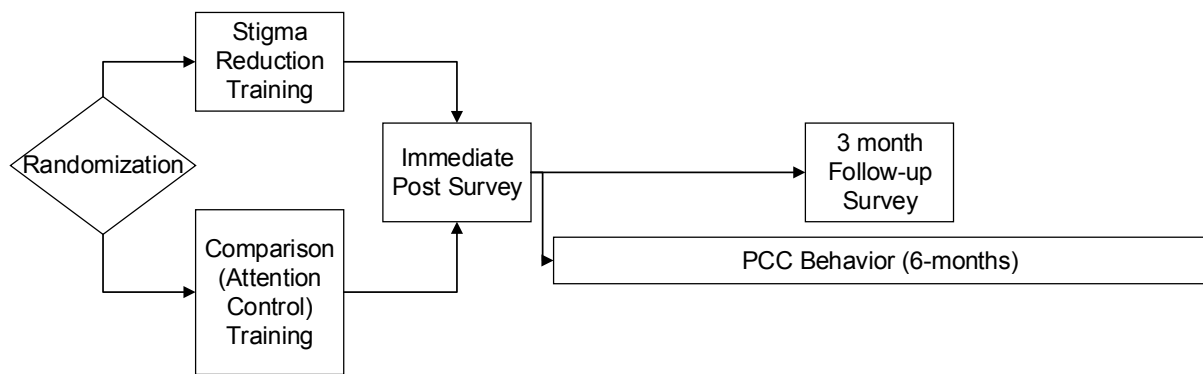 Stigma
Reduction
Training
Randomization
Comparison
(Attention
Control)
Training
Immediate
Post Survey
3 month
Follow-up
Survey
PCC Behavior (6-months)